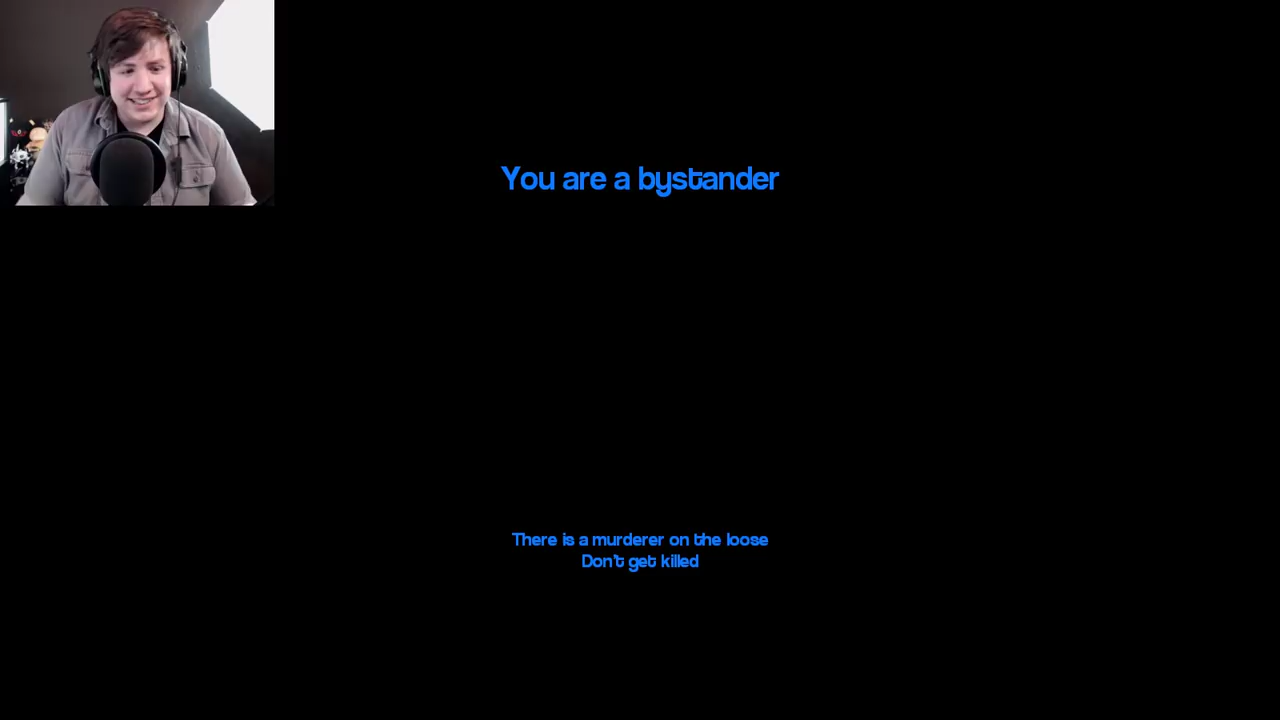 You are a bystander
There is a murderer on the loose
Don't get killed